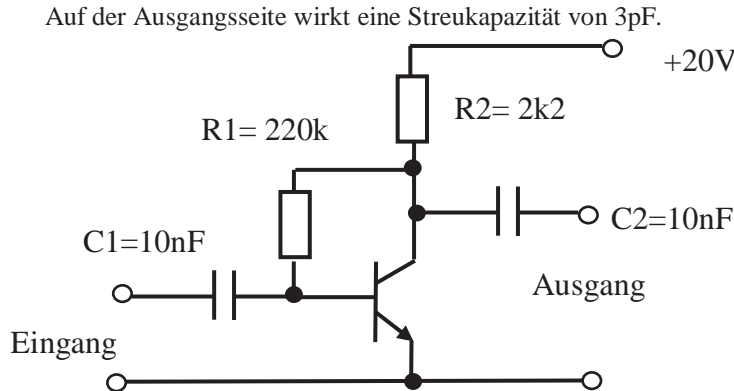 Auf der Ausgangsseite wirkt eine Streukapazität von 3pF.
+20V
R2= 2k2
R1= 220k
C1=10nF
C2=10nF
Ausgang
Eingang